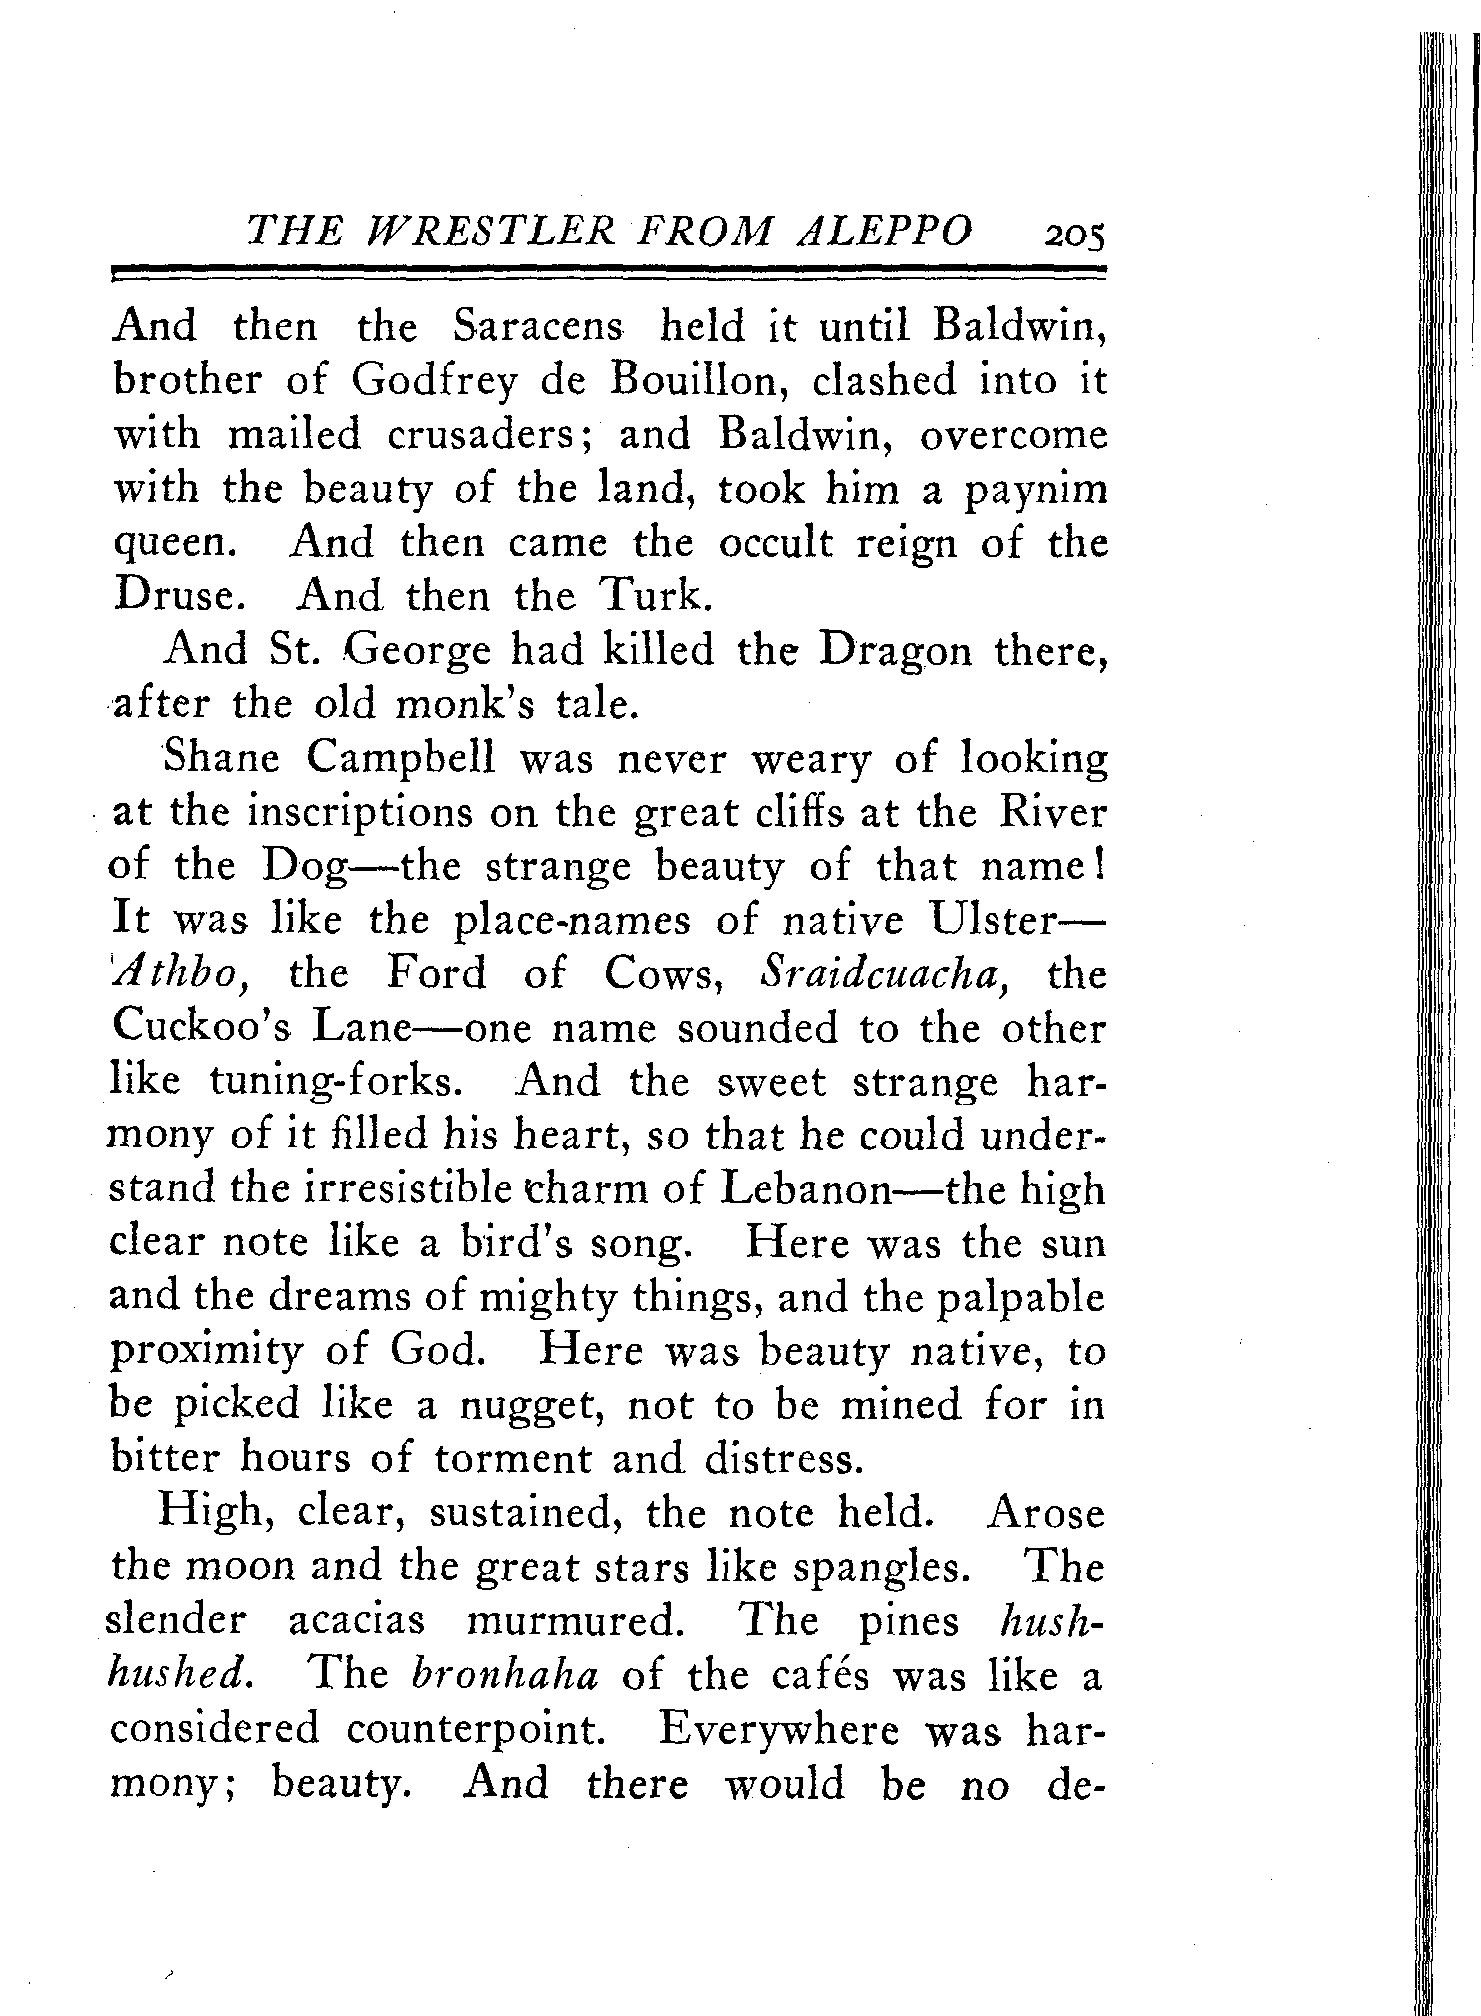 THE WRESTLER FROM ALEPPO 205
And then the Saracens held it until Baldwin,
brother of Godfrey de Bouillon, clashed into it
with mailed crusaders; and Baldwin, overcome
with the beauty of the land, took him a paynim
queen. And then came the occult reign of the
Druse. And then the Turk.
And St. George had killed the Dragon there,
after the old monk's tale.
Shane Campbell was never weary of looking
at the inscriptions on the great cliffs at the River
of the Dog—the strange beauty of that name!
It was like the place-names of native Ulster—
Athbo, the Ford of Cows, Sraidcuacha, the
Cuckoo's Lane—one name sounded to the other
like tuning-forks. And the sweet strange har-
mony of it filled his heart, so that he could under-
stand the irresistible charm of Lebanon—the high
clear note like a bird's song. Here was the sun
and the dreams of mighty things, and the palpable
proximity of God. Here was beauty native, to
be picked like a nugget, not to be mined for in
bitter hours of torment and distress.
High, clear, sustained, the note held. Arose
the moon and the great stars like spangles. The
slender acacias murmured. The pines hush-
hushed. The bronhaha of the cafés was like a
considered counterpoint. Everywhere was har-
mony; beauty. And there would be no de-